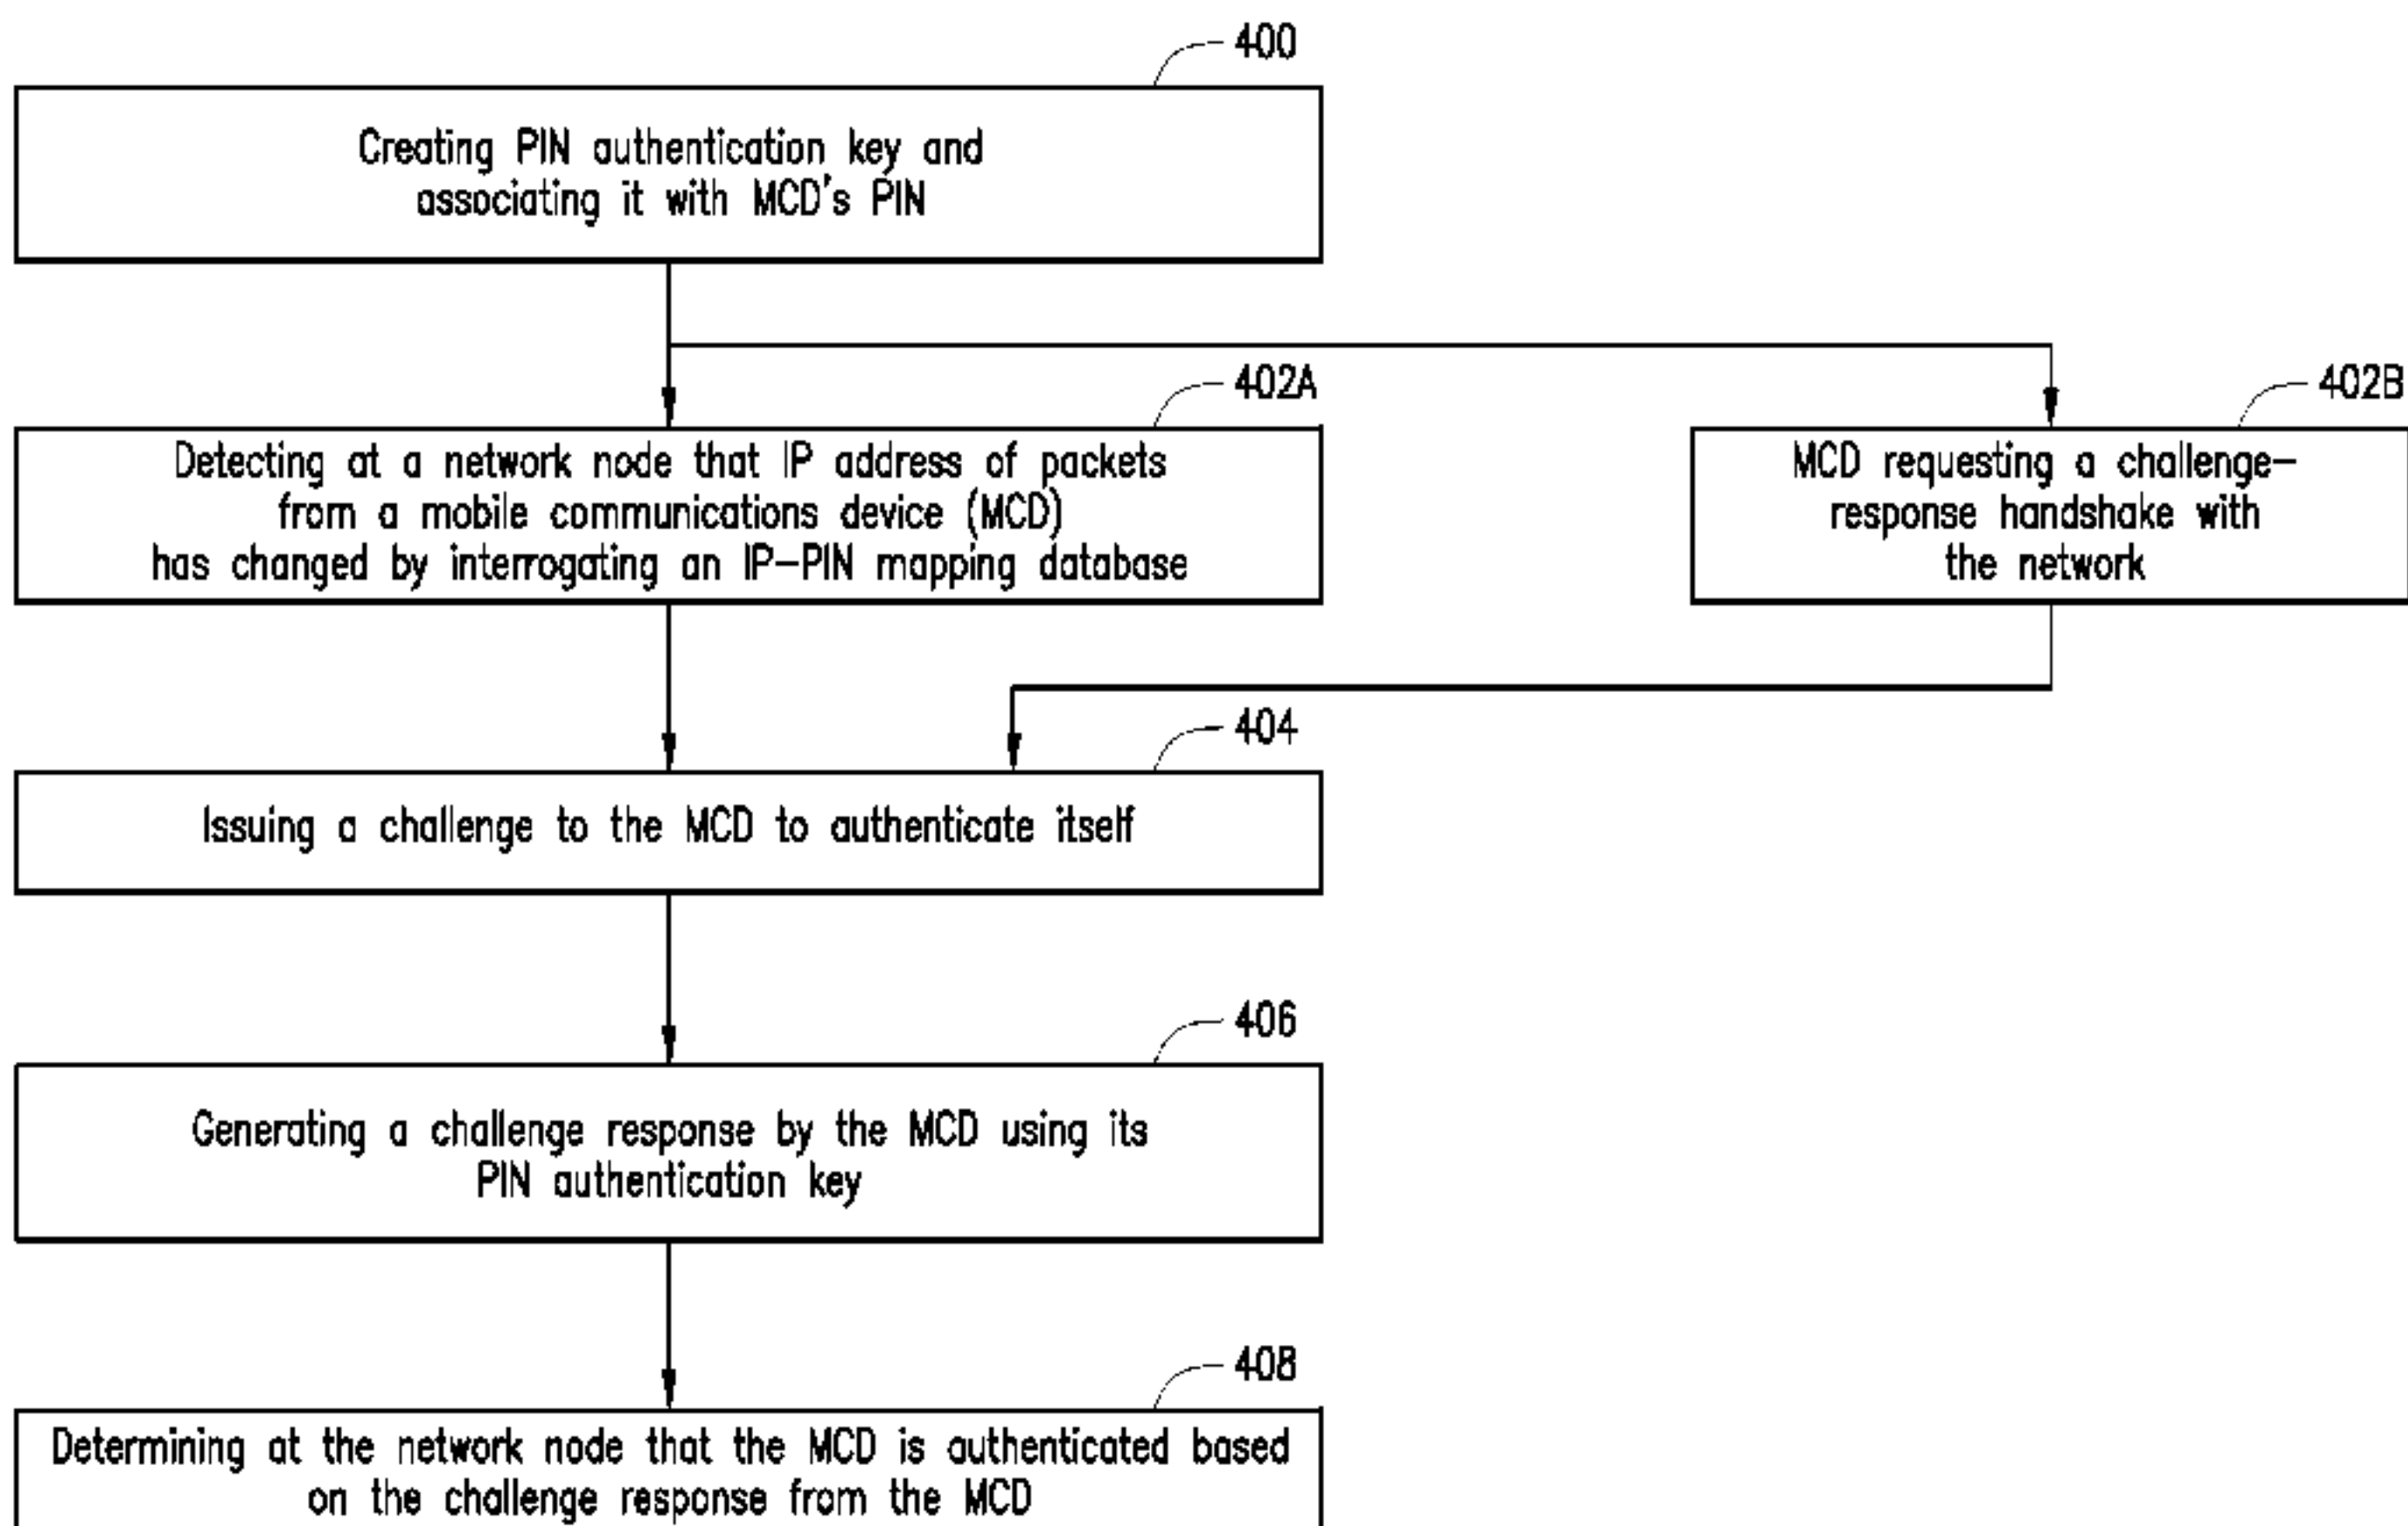 400
Creating PIN authentication key and
associating it with MCD's PIN
402A
402B
Detecting at a network node that IP address of packets
from a mobile communications device (MCD)
has changed by interrogating an IP-PIN mapping database
MCD requesting a challenge-
response handshake with
the network
404
Issuing a challenge to the MCD to authenticate itself
406
Generating a challenge response by the MCD using its
PIN authentication key
408
Determining at the network node that the MCD is authenticated based
on the challenge response from the MCD